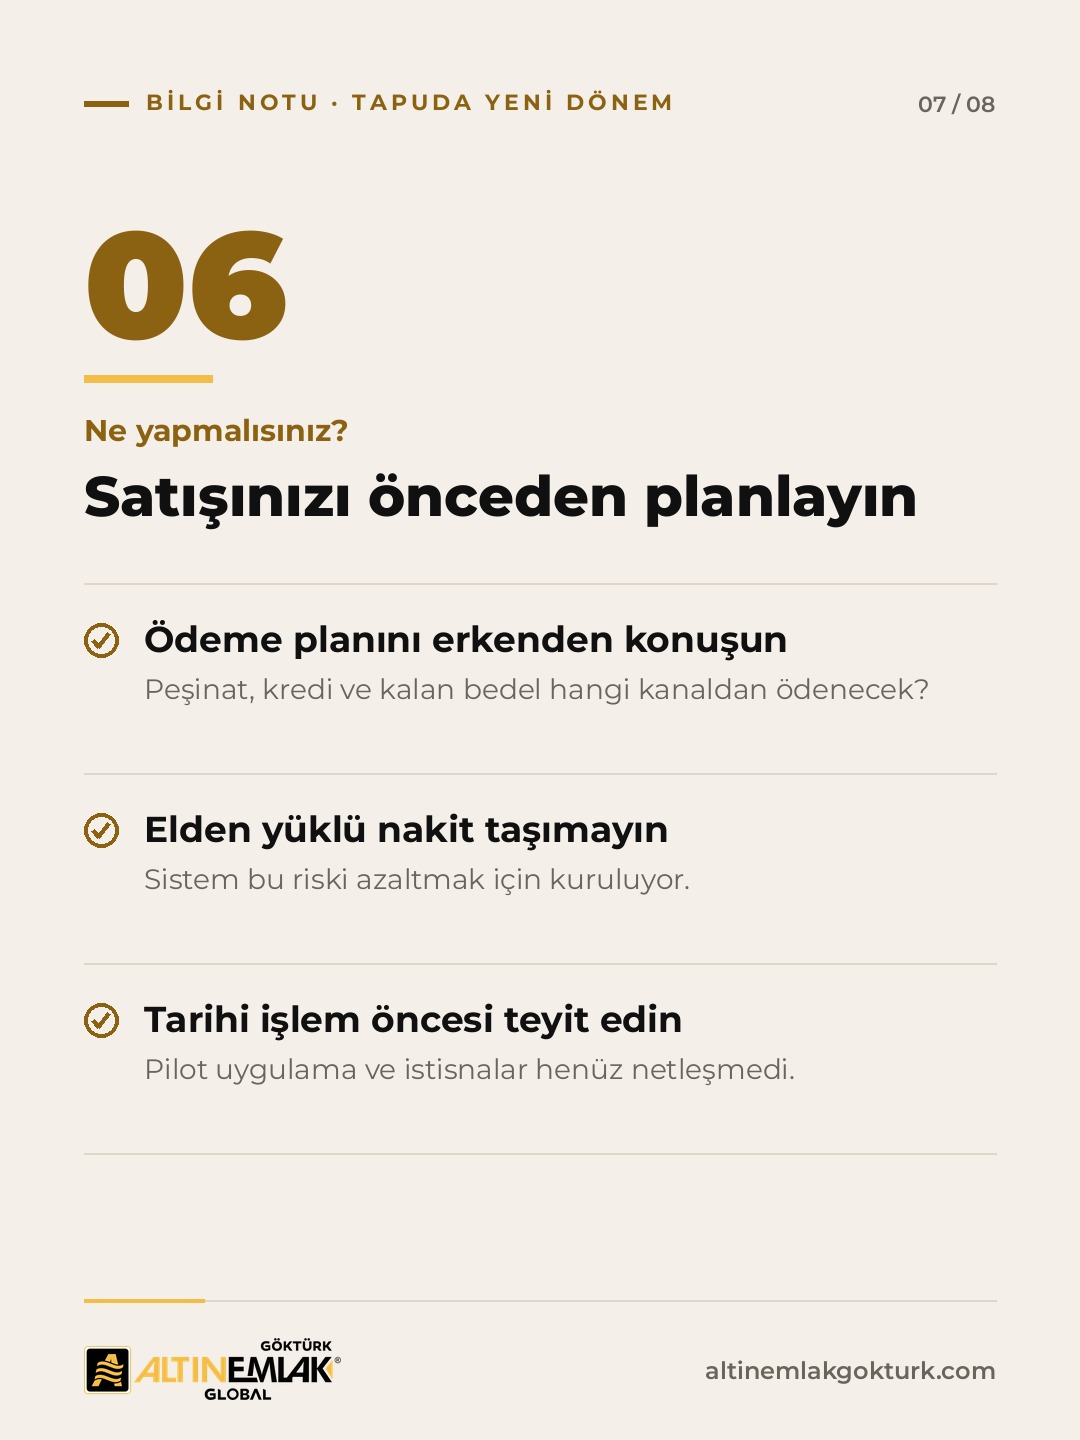 BİLGİ NOTU · TAPUDA YENİ DÖNEM
07 / 08
06
Ne yapmalısınız?
Satışınızı önceden planlayın
Ödeme planını erkenden konuşun
Peşinat, kredi ve kalan bedel hangi kanaldan ödenecek?
Elden yüklü nakit taşımayın
Sistem bu riski azaltmak için kuruluyor.
Tarihi işlem öncesi teyit edin
Pilot uygulama ve istisnalar henüz netleşmedi.
GÖKTÜRK
ALTINEMLAK®
GLOBAL
altinemlakgokturk.com